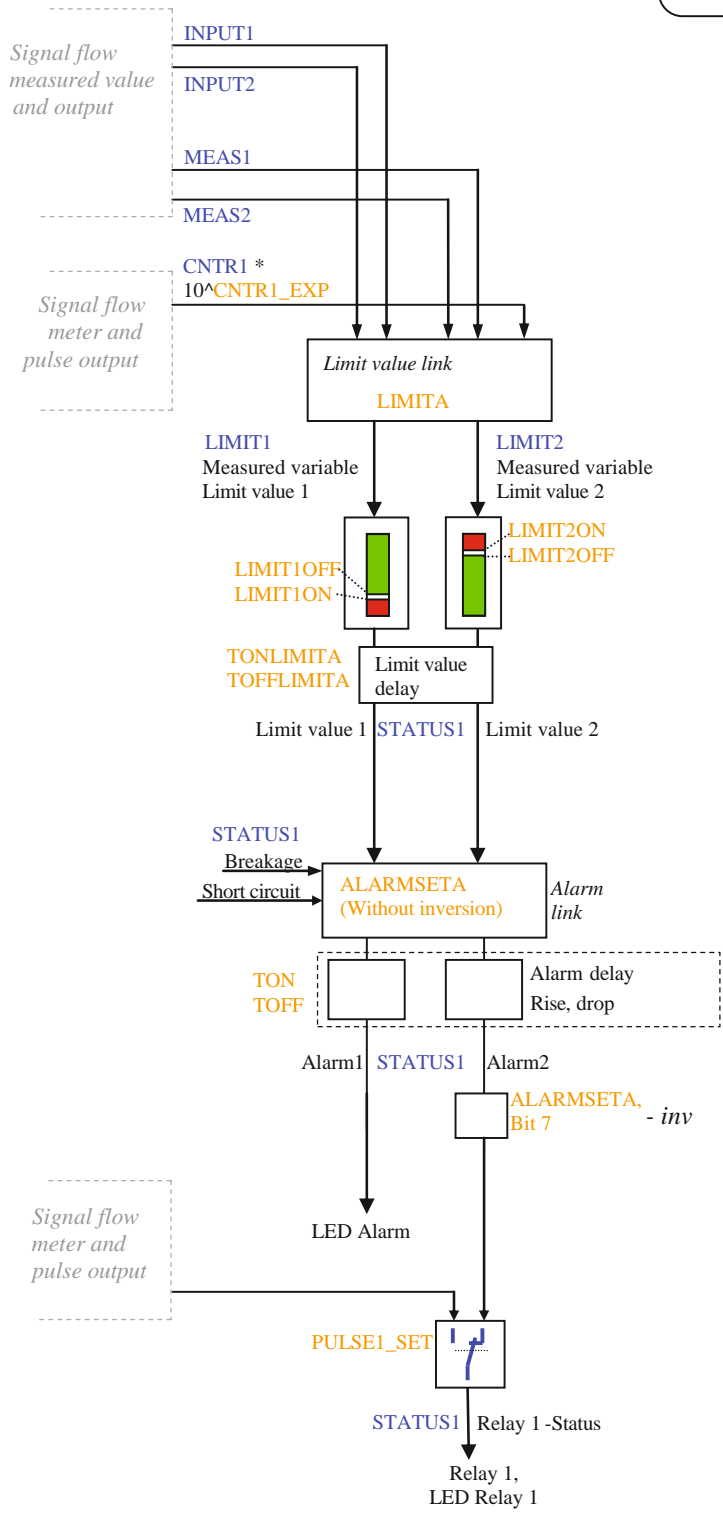 INPUT1
Signal flow
measured value
and output
INPUT2
MEAS1
MEAS2
CNTR1 *
10^CNTR1_EXP
Signal flow
meter and
pulse output
Limit value link
LIMITA
LIMIT1
Measured variable
Limit value 1
LIMIT2
Measured variable
Limit value 2
LIMIT2ON
LIMIT2OFF
LIMIT1OFF
LIMIT1ON
TONLIMITA
TOFFLIMITA
Limit value
delay
Limit value 1 STATUS1 Limit value 2
STATUS1
Breakage
Short circuit
ALARMSETA
(Without inversion)
Alarm
link
TON
TOFF
Alarm delay
Rise, drop
Alarm1 STATUS1 Alarm2
ALARMSETA,
Bit 7
- inv
Signal flow
meter and
pulse output
LED Alarm
PULSE1_SET
STATUS1 Relay 1 -Status
Relay 1,
LED Relay 1